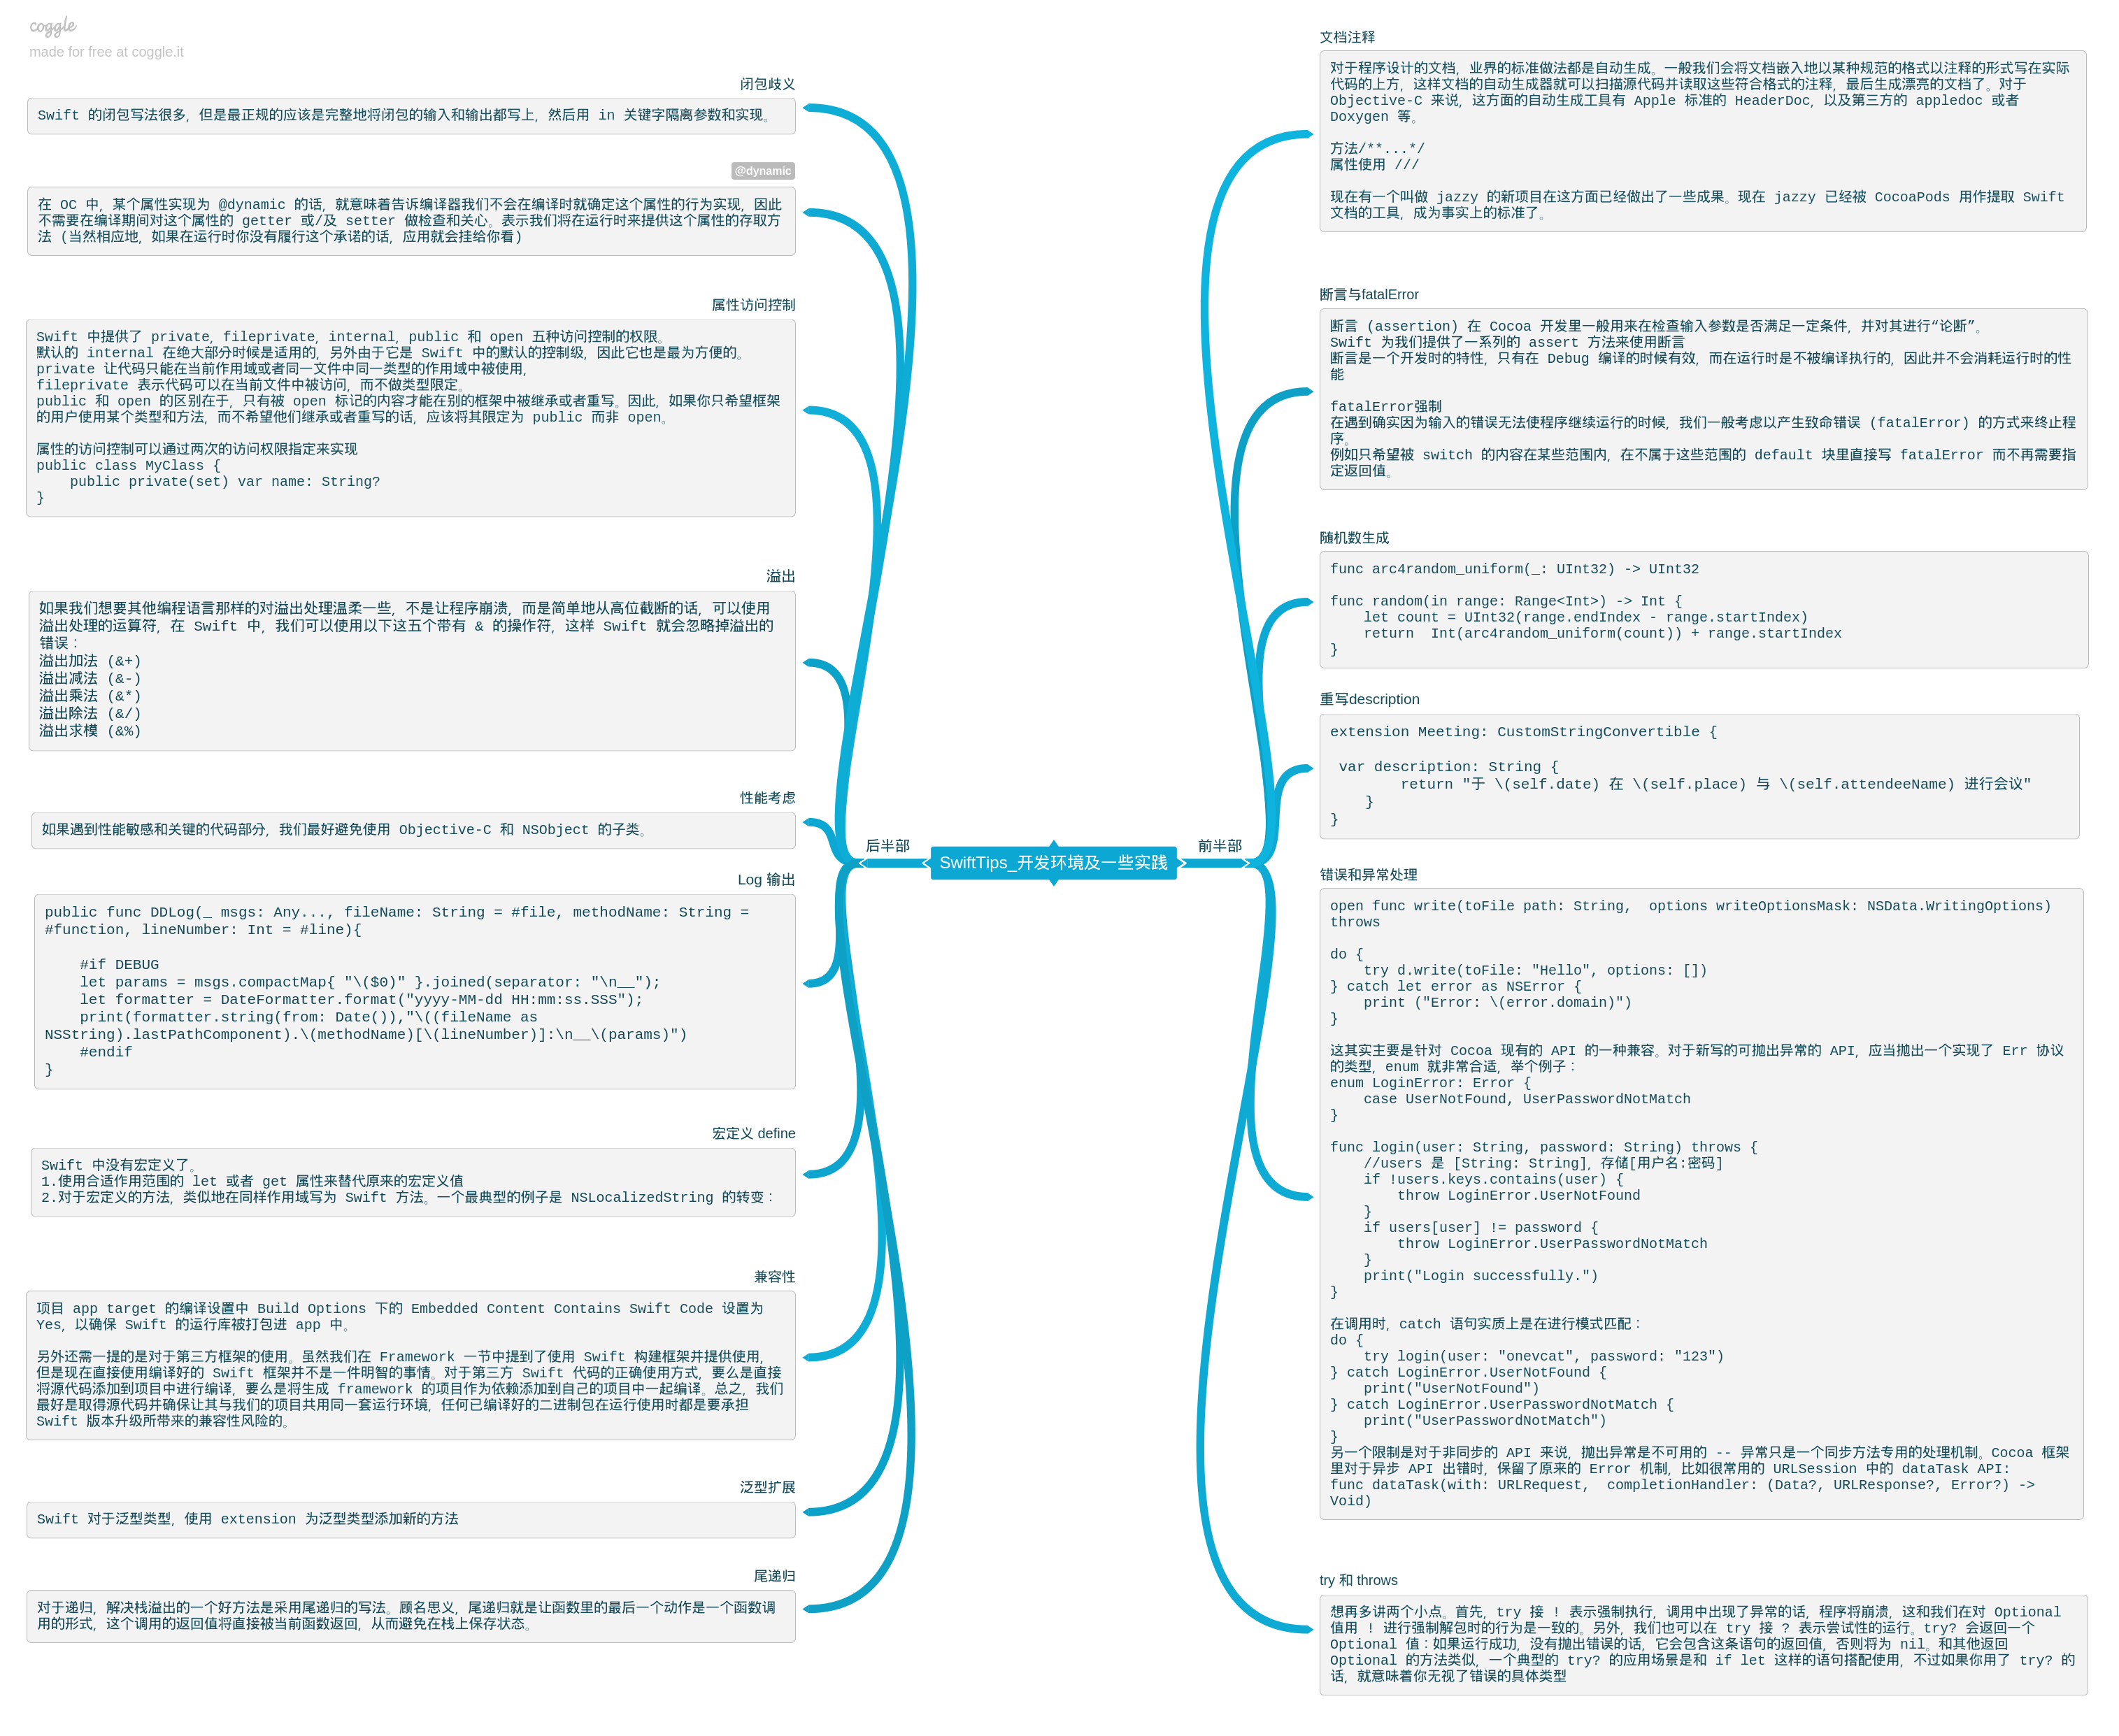 coggle
made for free at coggle.it
闭包歧义
Swift 的闭包写法很多，但是最正规的应该是完整地将闭包的输入和输出都写上，然后用 in 关键字隔离参数和实现。
@dynamic
在 OC 中，某个属性实现为 @dynamic 的话，就意味着告诉编译器我们不会在编译时就确定这个属性的行为实现，因此
不需要在编译期间对这个属性的 getter 或/及 setter 做检查和关心。表示我们将在运行时来提供这个属性的存取方
法 (当然相应地，如果在运行时你没有履行这个承诺的话，应用就会挂给你看)
属性访问控制
Swift 中提供了 private，fileprivate，internal，public 和 open 五种访问控制的权限。
默认的 internal 在绝大部分时候是适用的，另外由于它是 Swift 中的默认的控制级，因此它也是最为方便的。
private 让代码只能在当前作用域或者同一文件中同一类型的作用域中被使用，
fileprivate 表示代码可以在当前文件中被访问，而不做类型限定。
public 和 open 的区别在于，只有被 open 标记的内容才能在别的框架中被继承或者重写。因此，如果你只希望框架
的用户使用某个类型和方法，而不希望他们继承或者重写的话，应该将其限定为 public 而非 open。
属性的访问控制可以通过两次的访问权限指定来实现
public class MyClass {
    public private(set) var name: String?
}
溢出
如果我们想要其他编程语言那样的对溢出处理温柔一些，不是让程序崩溃，而是简单地从高位截断的话，可以使用
溢出处理的运算符，在 Swift 中，我们可以使用以下这五个带有 & 的操作符，这样 Swift 就会忽略掉溢出的
错误：
溢出加法 (&+)
溢出减法 (&-)
溢出乘法 (&*)
溢出除法 (&/)
溢出求模 (&%)
性能考虑
如果遇到性能敏感和关键的代码部分，我们最好避免使用 Objective-C 和 NSObject 的子类。
Log 输出
public func DDLog(_ msgs: Any..., fileName: String = #file, methodName: String =
#function, lineNumber: Int = #line){
    #if DEBUG
    let params = msgs.compactMap{ "\($0)" }.joined(separator: "\n__");
    let formatter = DateFormatter.format("yyyy-MM-dd HH:mm:ss.SSS");
    print(formatter.string(from: Date()),"\((fileName as
NSString).lastPathComponent).\(methodName)[\(lineNumber)]:\n__\(params)")
    #endif
}
宏定义 define
Swift 中没有宏定义了。
1.使用合适作用范围的 let 或者 get 属性来替代原来的宏定义值
2.对于宏定义的方法，类似地在同样作用域写为 Swift 方法。一个最典型的例子是 NSLocalizedString 的转变：
兼容性
项目 app target 的编译设置中 Build Options 下的 Embedded Content Contains Swift Code 设置为
Yes，以确保 Swift 的运行库被打包进 app 中。
另外还需一提的是对于第三方框架的使用。虽然我们在 Framework 一节中提到了使用 Swift 构建框架并提供使用，
但是现在直接使用编译好的 Swift 框架并不是一件明智的事情。对于第三方 Swift 代码的正确使用方式，要么是直接
将源代码添加到项目中进行编译，要么是将生成 framework 的项目作为依赖添加到自己的项目中一起编译。总之，我们
最好是取得源代码并确保让其与我们的项目共用同一套运行环境，任何已编译好的二进制包在运行使用时都是要承担
Swift 版本升级所带来的兼容性风险的。
泛型扩展
Swift 对于泛型类型，使用 extension 为泛型类型添加新的方法
尾递归
对于递归，解决栈溢出的一个好方法是采用尾递归的写法。顾名思义，尾递归就是让函数里的最后一个动作是一个函数调
用的形式，这个调用的返回值将直接被当前函数返回，从而避免在栈上保存状态。
后半部
SwiftTips_开发环境及一些实践
前半部
文档注释
对于程序设计的文档，业界的标准做法都是自动生成。一般我们会将文档嵌入地以某种规范的格式以注释的形式写在实际
代码的上方，这样文档的自动生成器就可以扫描源代码并读取这些符合格式的注释，最后生成漂亮的文档了。对于
Objective-C 来说，这方面的自动生成工具有 Apple 标准的 HeaderDoc，以及第三方的 appledoc 或者
Doxygen 等。
方法/**...*/
属性使用 ///
现在有一个叫做 jazzy 的新项目在这方面已经做出了一些成果。现在 jazzy 已经被 CocoaPods 用作提取 Swift
文档的工具，成为事实上的标准了。
断言与fatalError
断言 (assertion) 在 Cocoa 开发里一般用来在检查输入参数是否满足一定条件，并对其进行“论断”。
Swift 为我们提供了一系列的 assert 方法来使用断言
断言是一个开发时的特性，只有在 Debug 编译的时候有效，而在运行时是不被编译执行的，因此并不会消耗运行时的性
能
fatalError强制
在遇到确实因为输入的错误无法使程序继续运行的时候，我们一般考虑以产生致命错误 (fatalError) 的方式来终止程
序。
例如只希望被 switch 的内容在某些范围内，在不属于这些范围的 default 块里直接写 fatalError 而不再需要指
定返回值。
随机数生成
func arc4random_uniform(_: UInt32) -> UInt32
func random(in range: Range<Int>) -> Int {
    let count = UInt32(range.endIndex - range.startIndex)
    return  Int(arc4random_uniform(count)) + range.startIndex
}
重写description
extension Meeting: CustomStringConvertible {
 var description: String {
        return "于 \(self.date) 在 \(self.place) 与 \(self.attendeeName) 进行会议"
    }
}
错误和异常处理
open func write(toFile path: String,  options writeOptionsMask: NSData.WritingOptions)
throws
do {
    try d.write(toFile: "Hello", options: [])
} catch let error as NSError {
    print ("Error: \(error.domain)")
}
这其实主要是针对 Cocoa 现有的 API 的一种兼容。对于新写的可抛出异常的 API，应当抛出一个实现了 Err 协议
的类型，enum 就非常合适，举个例子：
enum LoginError: Error {
    case UserNotFound, UserPasswordNotMatch
}
func login(user: String, password: String) throws {
    //users 是 [String: String]，存储[用户名:密码]
    if !users.keys.contains(user) {
        throw LoginError.UserNotFound
    }
    if users[user] != password {
        throw LoginError.UserPasswordNotMatch
    }
    print("Login successfully.")
}
在调用时，catch 语句实质上是在进行模式匹配：
do {
    try login(user: "onevcat", password: "123")
} catch LoginError.UserNotFound {
    print("UserNotFound")
} catch LoginError.UserPasswordNotMatch {
    print("UserPasswordNotMatch")
}
另一个限制是对于非同步的 API 来说，抛出异常是不可用的 -- 异常只是一个同步方法专用的处理机制。Cocoa 框架
里对于异步 API 出错时，保留了原来的 Error 机制，比如很常用的 URLSession 中的 dataTask API:
func dataTask(with: URLRequest,  completionHandler: (Data?, URLResponse?, Error?) ->
Void)
try 和 throws
想再多讲两个小点。首先，try 接 ! 表示强制执行，调用中出现了异常的话，程序将崩溃，这和我们在对 Optional
值用 ! 进行强制解包时的行为是一致的。另外，我们也可以在 try 接 ? 表示尝试性的运行。try? 会返回一个
Optional 值：如果运行成功，没有抛出错误的话，它会包含这条语句的返回值，否则将为 nil。和其他返回
Optional 的方法类似，一个典型的 try? 的应用场景是和 if let 这样的语句搭配使用，不过如果你用了 try? 的
话，就意味着你无视了错误的具体类型